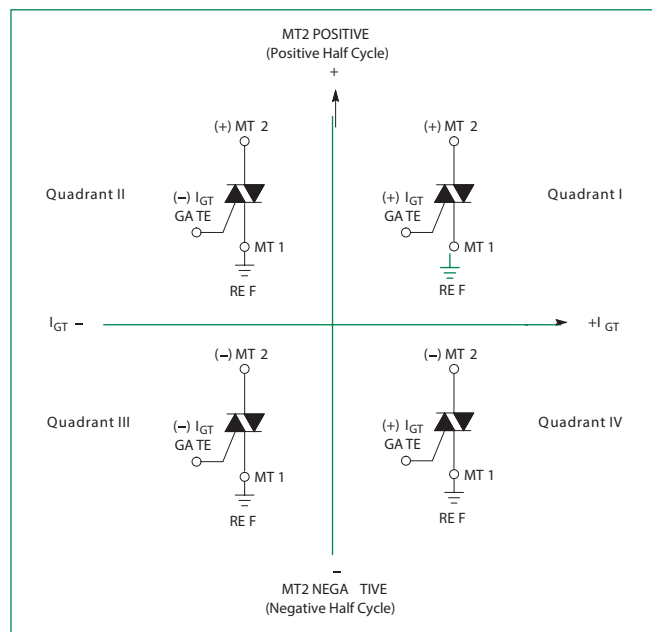 MT2 POSITIVE
(Positive Half Cycle)
+
(+) MT 2
Quadrant II
(−) IGT
GA TE
MT 1
RE F
(+) MT 2
Quadrant I
(+) IGT
GA TE
MT 1
RE F
IGT −
+I GT
(−) MT 2
Quadrant III
(−) IGT
GA TE
MT 1
RE F
(−) MT 2
Quadrant IV
(+) IGT
GA TE
MT 1
RE F
−
MT2 NEGA TIVE
(Negative Half Cycle)